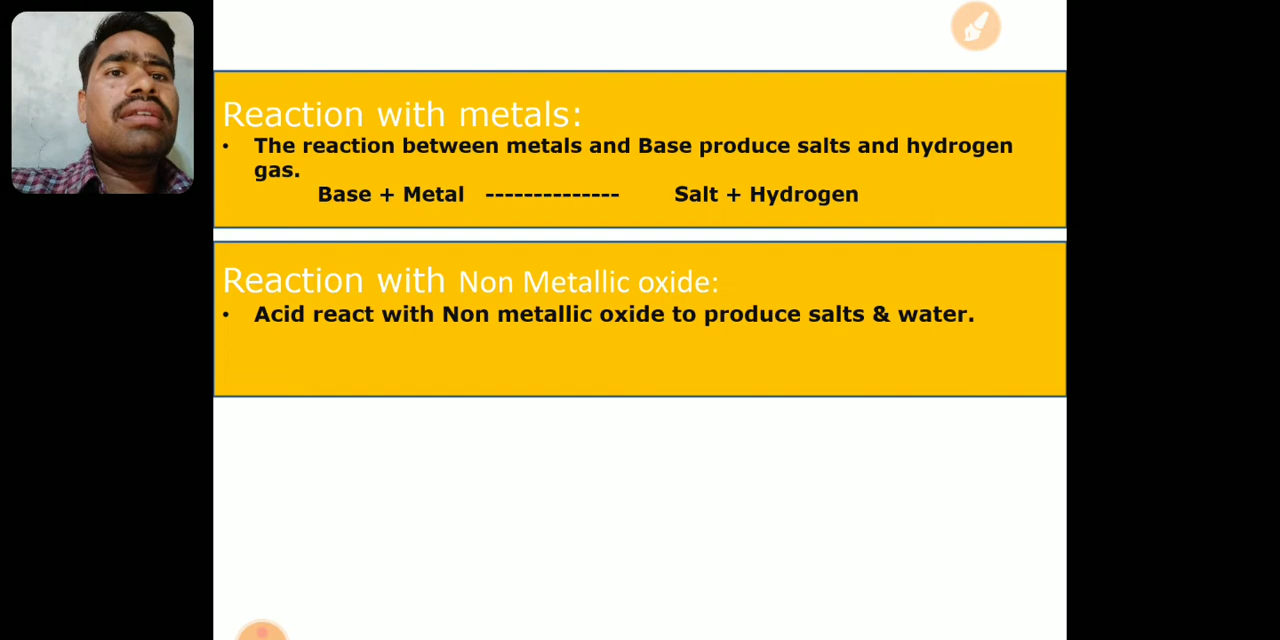 Reaction with metals:
• The reaction between metals and Base produce salts and hydrogen
gas.
Base + Metal -------------- Salt + Hydrogen
Reaction with Non Metallic oxide:
• Acid react with Non metallic oxide to produce salts & water.